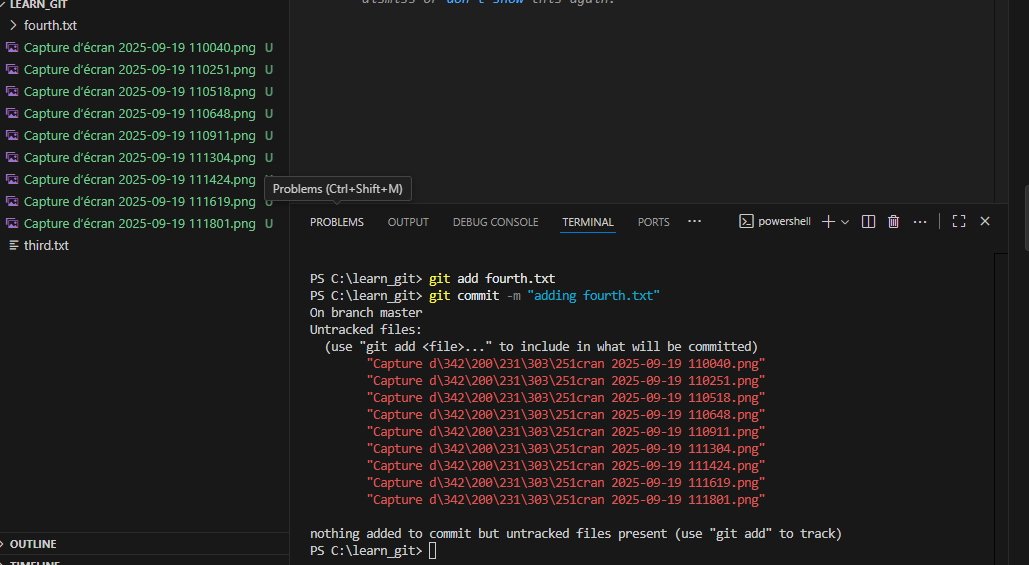 LEARN_GIT
dismiss or don't show this again.
fourth.txt
Capture d'écran 2025-09-19 110040.png U
Capture d'écran 2025-09-19 110251.png U
Capture d'écran 2025-09-19 110518.png U
Capture d'écran 2025-09-19 110648.png U
Capture d'écran 2025-09-19 110911.png U
Capture d'écran 2025-09-19 111304.png U
Capture d'écran 2025-09-19 111424.png U
Capture d'écran 2025-09-19 111619.png U
Capture d'écran 2025-09-19 111801.png U
third.txt
Problems (Ctrl+Shift+M)
PROBLEMS OUTPUT DEBUG CONSOLE TERMINAL PORTS ··· powershell
PS C:\learn_git> git add fourth.txt
PS C:\learn_git> git commit -m "adding fourth.txt"
On branch master
Untracked files:
(use "git add <file>..." to include in what will be committed)
"Capture d\342\200\231\303\251cran 2025-09-19 110040.png"
"Capture d\342\200\231\303\251cran 2025-09-19 110251.png"
"Capture d\342\200\231\303\251cran 2025-09-19 110518.png"
"Capture d\342\200\231\303\251cran 2025-09-19 110648.png"
"Capture d\342\200\231\303\251cran 2025-09-19 110911.png"
"Capture d\342\200\231\303\251cran 2025-09-19 111304.png"
"Capture d\342\200\231\303\251cran 2025-09-19 111424.png"
"Capture d\342\200\231\303\251cran 2025-09-19 111619.png"
"Capture d\342\200\231\303\251cran 2025-09-19 111801.png"
nothing added to commit but untracked files present (use "git add" to track)
PS C:\learn_git>
OUTLINE
TIMELINE